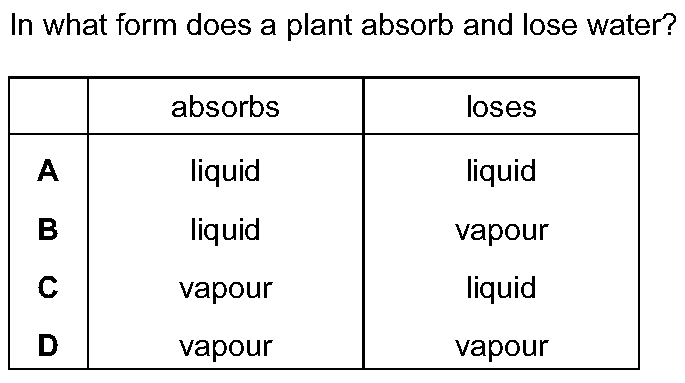 In what form does a plant absorb and lose water?
absorbs loses
A liquid liquid
B liquid vapour
C vapour liquid
D vapour vapour